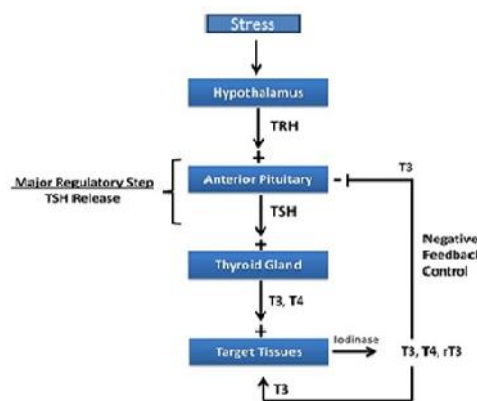 Stress
Hypothalamus
TRH
+
Major Regulatory Step
TSH Release
Anterior Pituitary
-
T3
TSH
+
Thyroid Gland
Negative
Feedback
Control
T3, T4
+
Target Tissues
Iodinase
T3, T4, rT3
T3